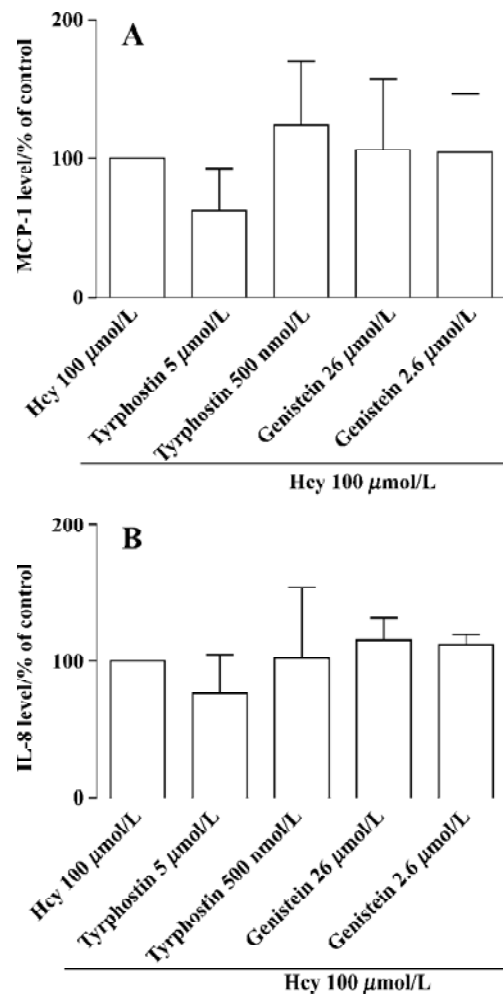 A
200
100
0
MCP-1 level/% of control
Hcy 100 μmol/L
Tyrphostin 5 μmol/L
Tyrphostin 500 nmol/L
Genistein 26 μmol/L
Genistein 2.6 μmol/L
Hcy 100 μmol/L
B
200
100
0
IL-8 level/% of control
Hcy 100 μmol/L
Tyrphostin 5 μmol/L
Tyrphostin 500 nmol/L
Genistein 26 μmol/L
Genistein 2.6 μmol/L
Hcy 100 μmol/L